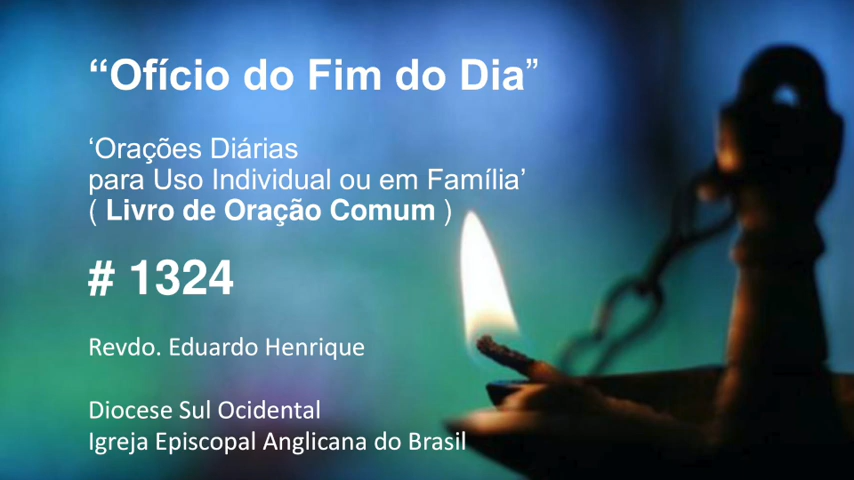 “Ofício do Fim do Dia”
‘Orações Diárias
para Uso Individual ou em Família’
( Livro de Oração Comum )
# 1324
Revdo. Eduardo Henrique
Diocese Sul Ocidental
Igreja Episcopal Anglicana do Brasil